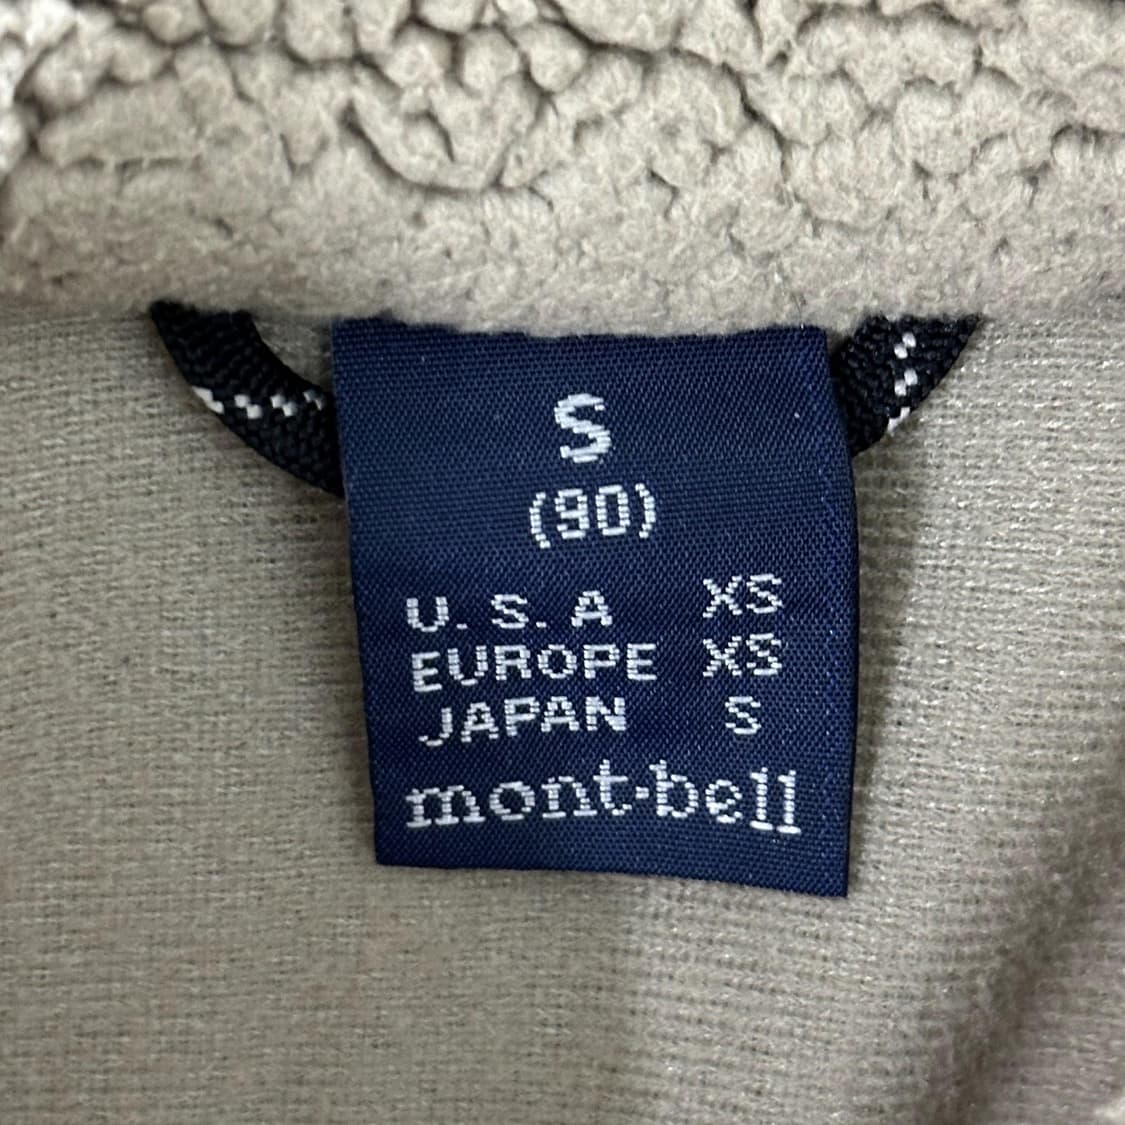 S
(90)
U. S. A XS
EUROPE XS
JAPAN S
mont·bell